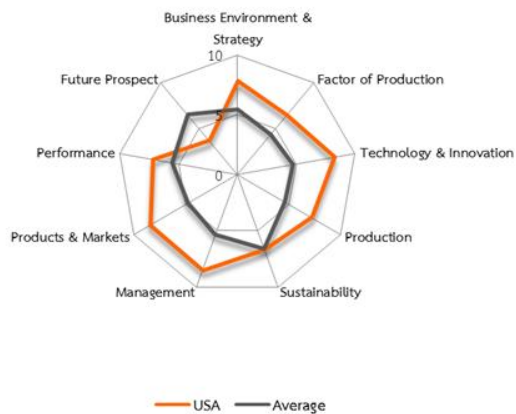 Business Environment &
Strategy
10
Future Prospect
Factor of Production
5
Performance
Technology & Innovation
0
Products & Markets
Production
Management
Sustainability
USA
Average